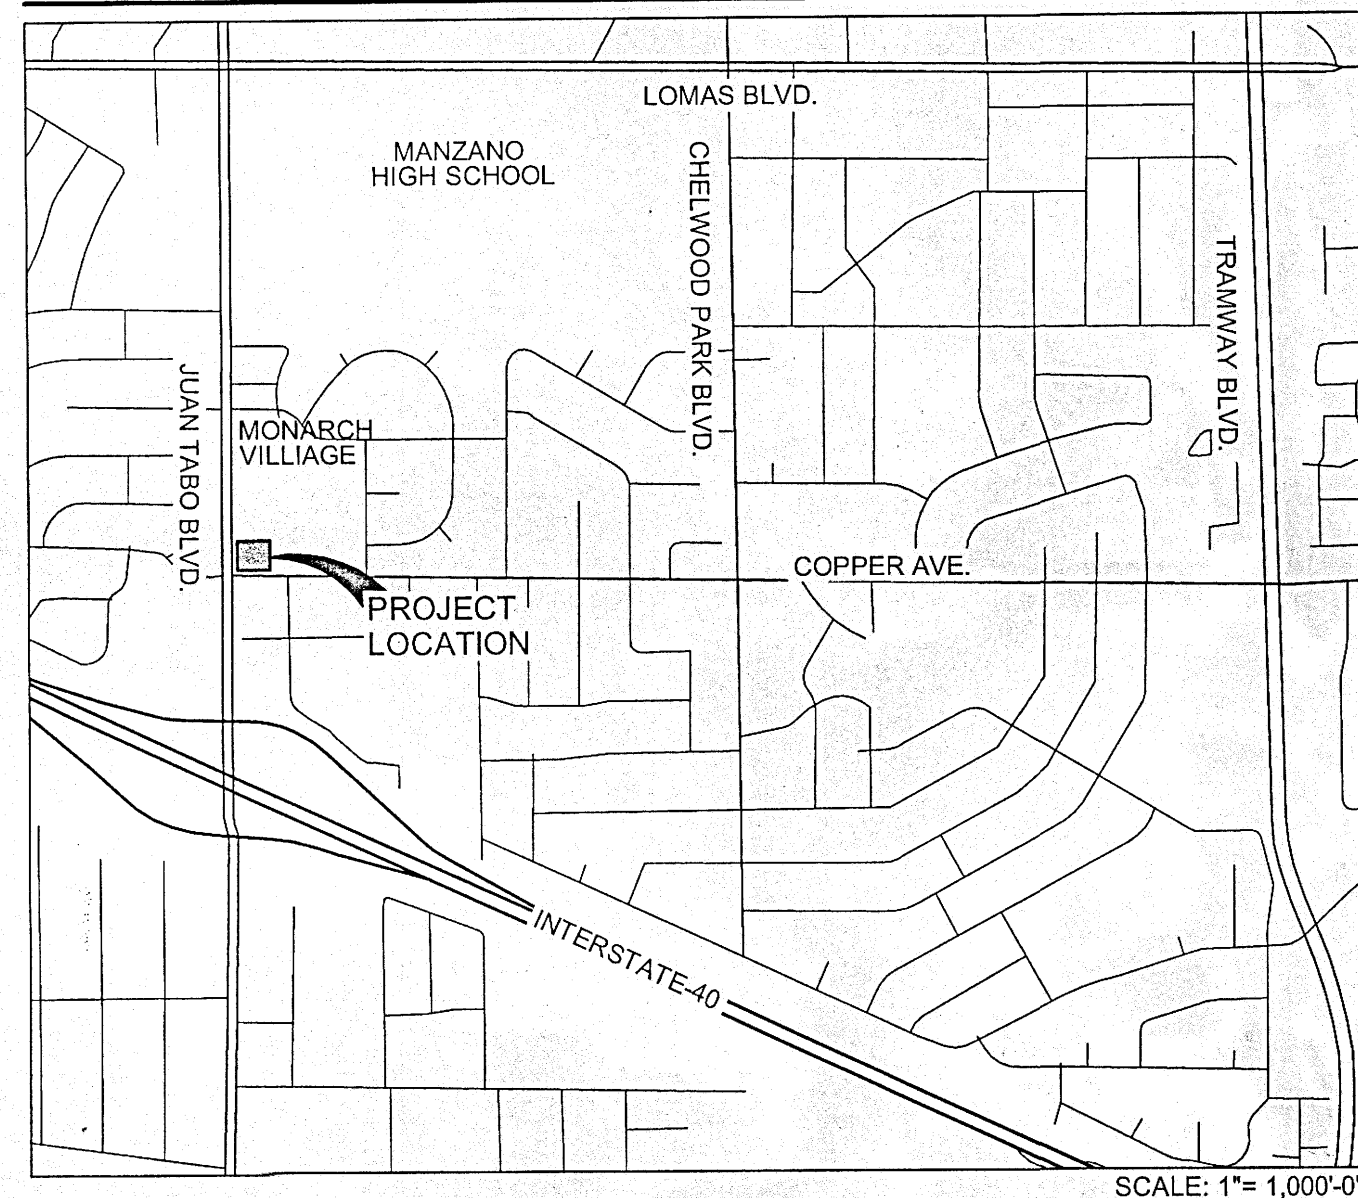 LOMAS BLVD.
MANZANO
HIGH SCHOOL
CHELWOOD PARK BLVD.
TRAMWAY BLVD.
JUAN TABO BLVD.
MONARCH
VILLIAGE
COPPER AVE.
PROJECT
LOCATION
INTERSTATE-40
SCALE: 1"= 1,000'-0"